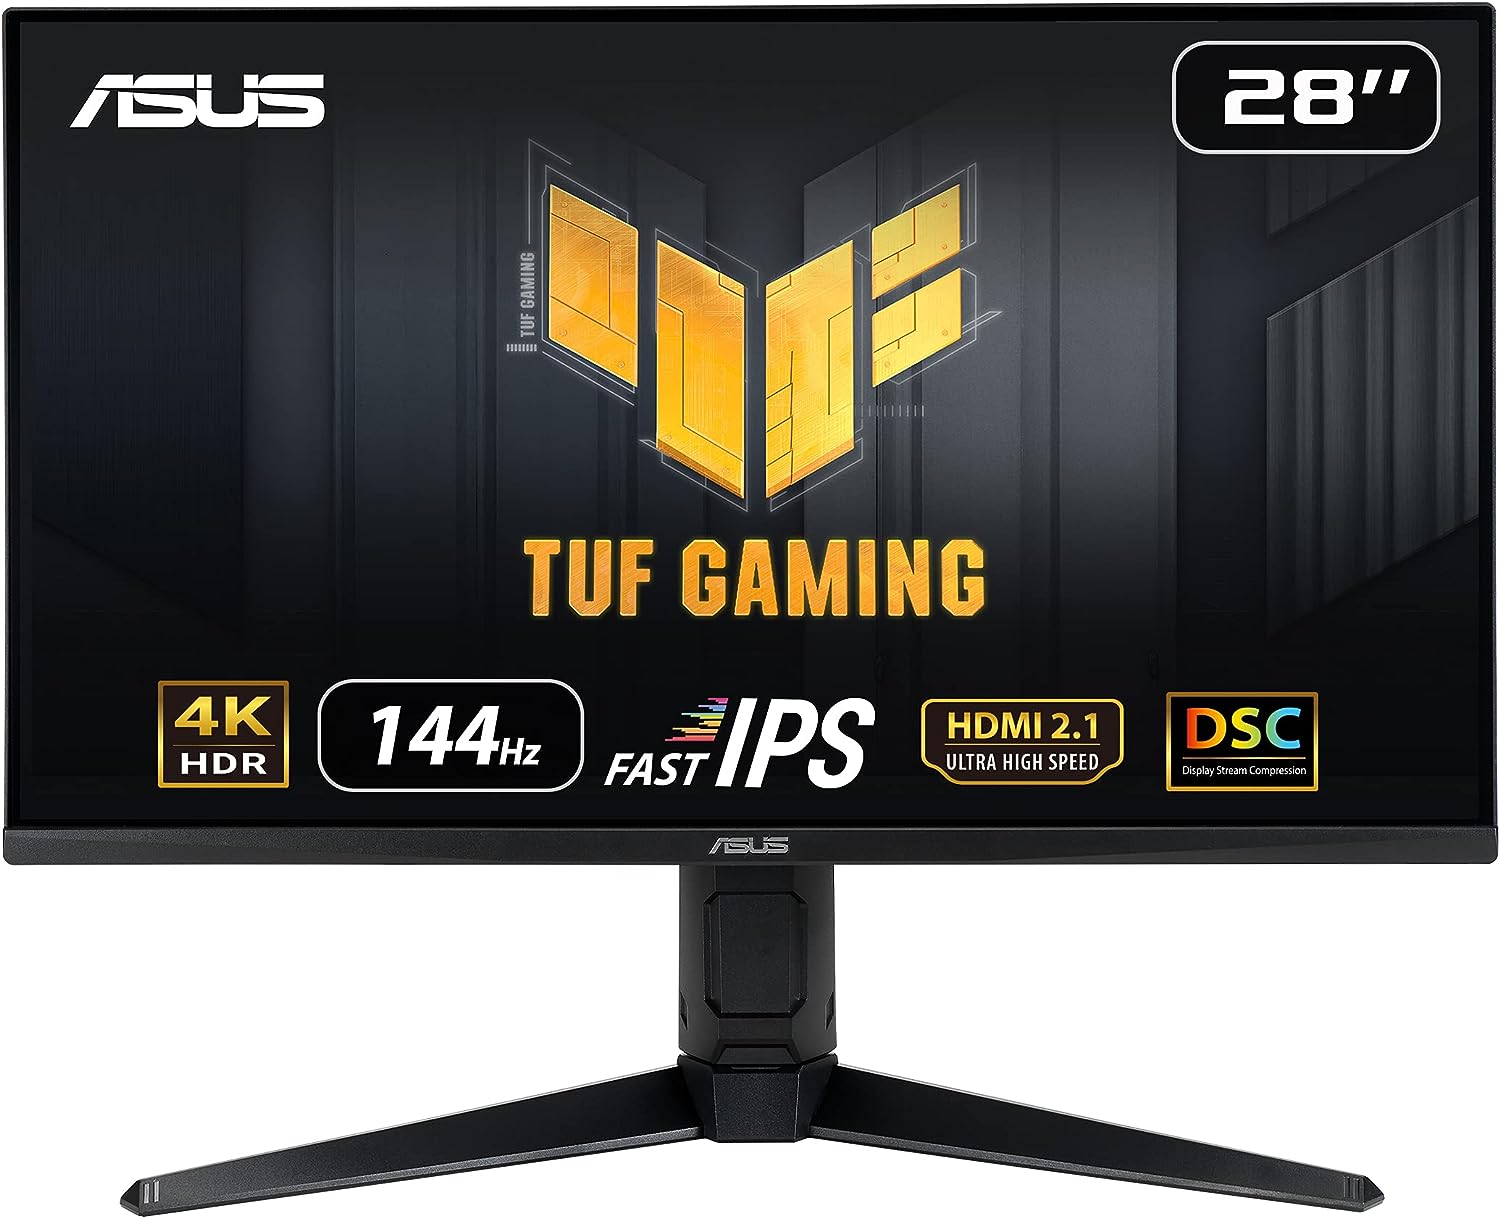 ASUS
28"
TUF GAMING
TUF GAMING
4K
HDR
144Hz
FAST IPS
HDMI 2.1
ULTRA HIGH SPEED
DSC
Display Stream Compression
ASUS